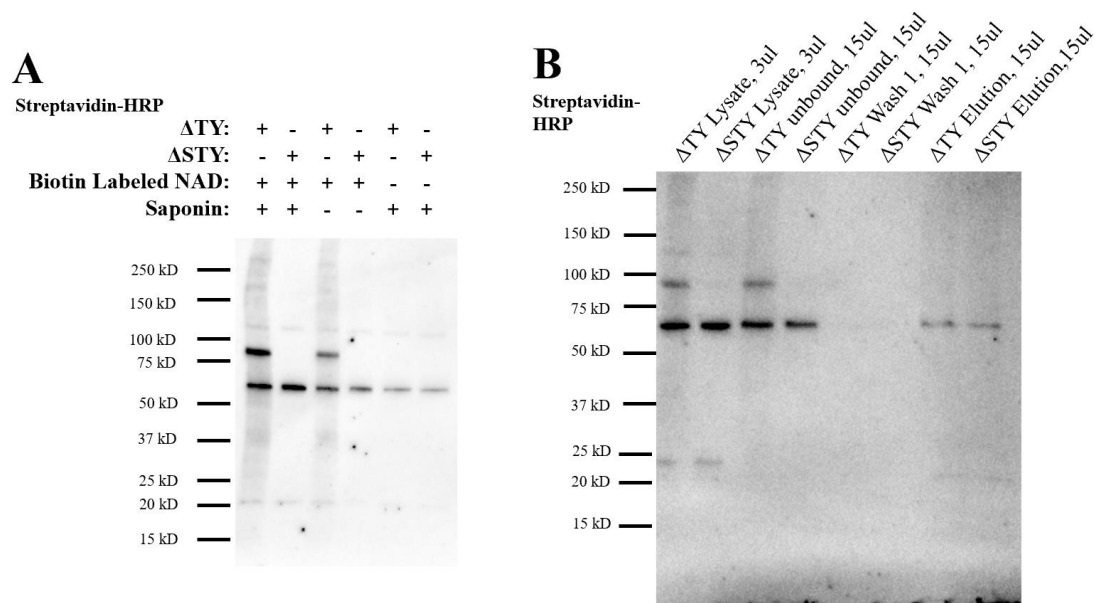 A
Streptavidin-HRP
ΔTY: + - + - + -
ΔSTY: - + - + - +
Biotin Labeled NAD: + + + + - -
Saponin: + + - - + +
250 kD
150 kD
100 kD
75 kD
50 kD
37 kD
25 kD
20 kD
15 kD
B
Streptavidin-
HRP
ΔTY Lysate, 3ul
ΔSTY Lysate, 3ul
ΔTY unbound, 15ul
ΔSTY unbound, 15ul
ΔTY Wash 1, 15ul
ΔSTY Wash 1, 15ul
ΔTY Elution, 15ul
ΔSTY Elution,15ul
250 kD
150 kD
100 kD
75 kD
50 kD
37 kD
25 kD
20 kD
15 kD